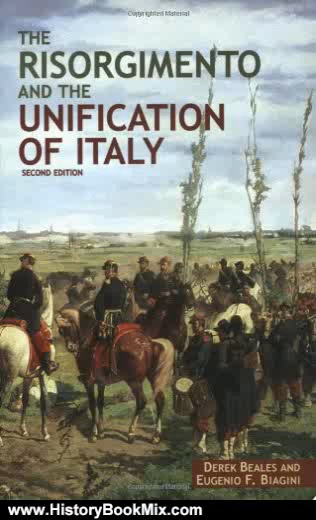 THE
RISORGIMENTO
AND THE
UNIFICATION
OF ITALY
SECOND EDITION
DEREK BEALES AND
EUGENIO F. BIAGINI
www.HistoryBookMix.com